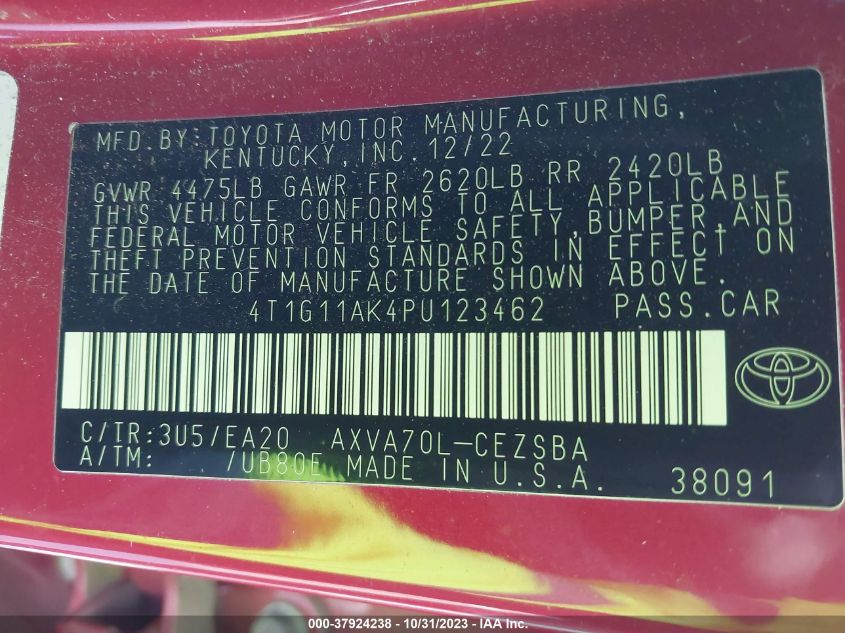 MFD.BY:TOYOTA MOTOR MANUFACTURING,
KENTUCKY, INC. 12/22
GVWR 4475LB GAWR FR 2620LB RR 2420LB
THIS VEHICLE CONFORMS TO ALL APPLICABLE
FEDERAL MOTOR VEHICLE SAFETY,BUMPER,AND
THEFT PREVENTION STANDARDS IN EFFECT ON
THE DATE OF MANUFACTURE SHOWN ABOVE.
4T1G11AK4PU123462 PASS.CAR
C/TR:3U5/EA20 AXVA70L-CEZSBA
A/TM: /UB80E MADE IN U.S.A. 38091
000-37924238 - 10/31/2023 - IAA Inc.